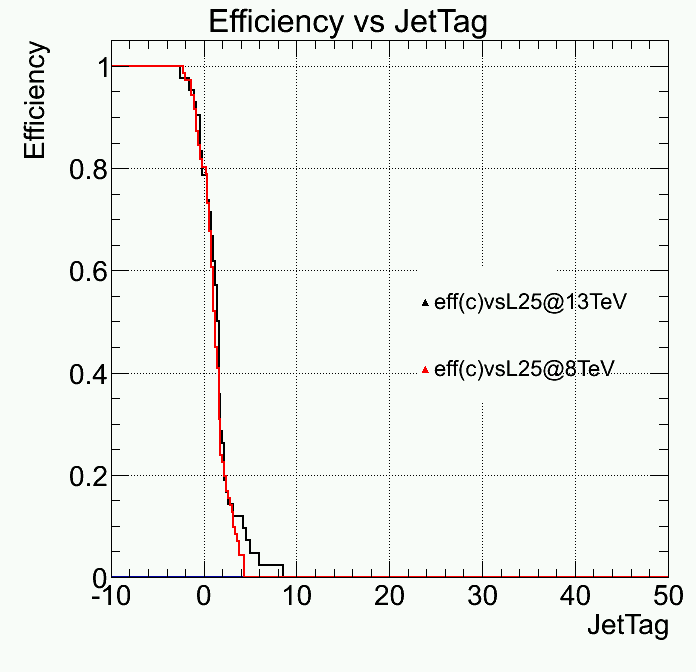 Efficiency vs JetTag
Efficiency
1
0.8
0.6
eff(c)vsL25@13TeV
eff(c)vsL25@8TeV
0.4
0.2
0
-10 0 10 20 30 40 50
JetTag